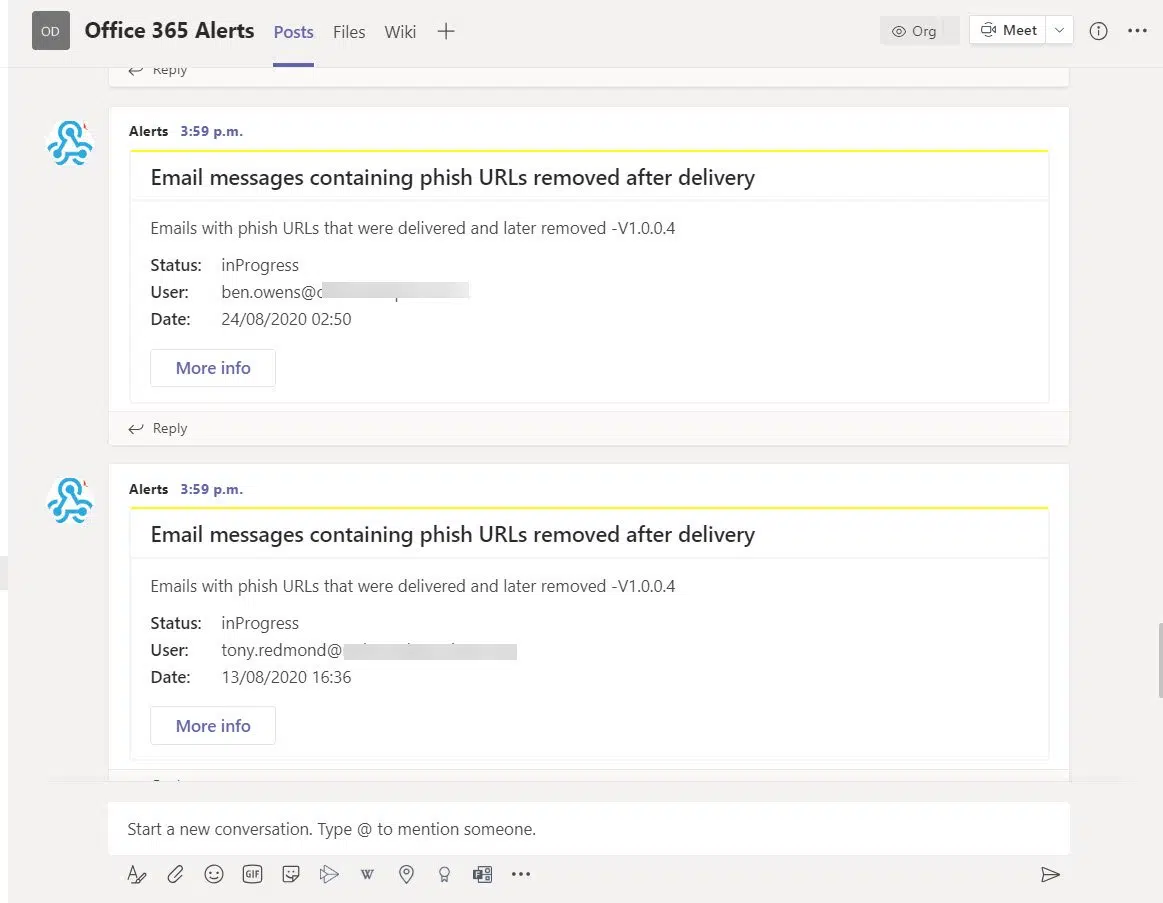 OD Office 365 Alerts Posts Files Wiki Org Meet
Reply
Alerts 3:59 p.m.
Email messages containing phish URLs removed after delivery
Emails with phish URLs that were delivered and later removed -V1.0.0.4
Status: inProgress
User: ben.owens@
Date: 24/08/2020 02:50
More info
Reply
Alerts 3:59 p.m.
Email messages containing phish URLs removed after delivery
Emails with phish URLs that were delivered and later removed -V1.0.0.4
Status: inProgress
User: tony.redmond@
Date: 13/08/2020 16:36
More info
Start a new conversation. Type @ to mention someone.
GIF W